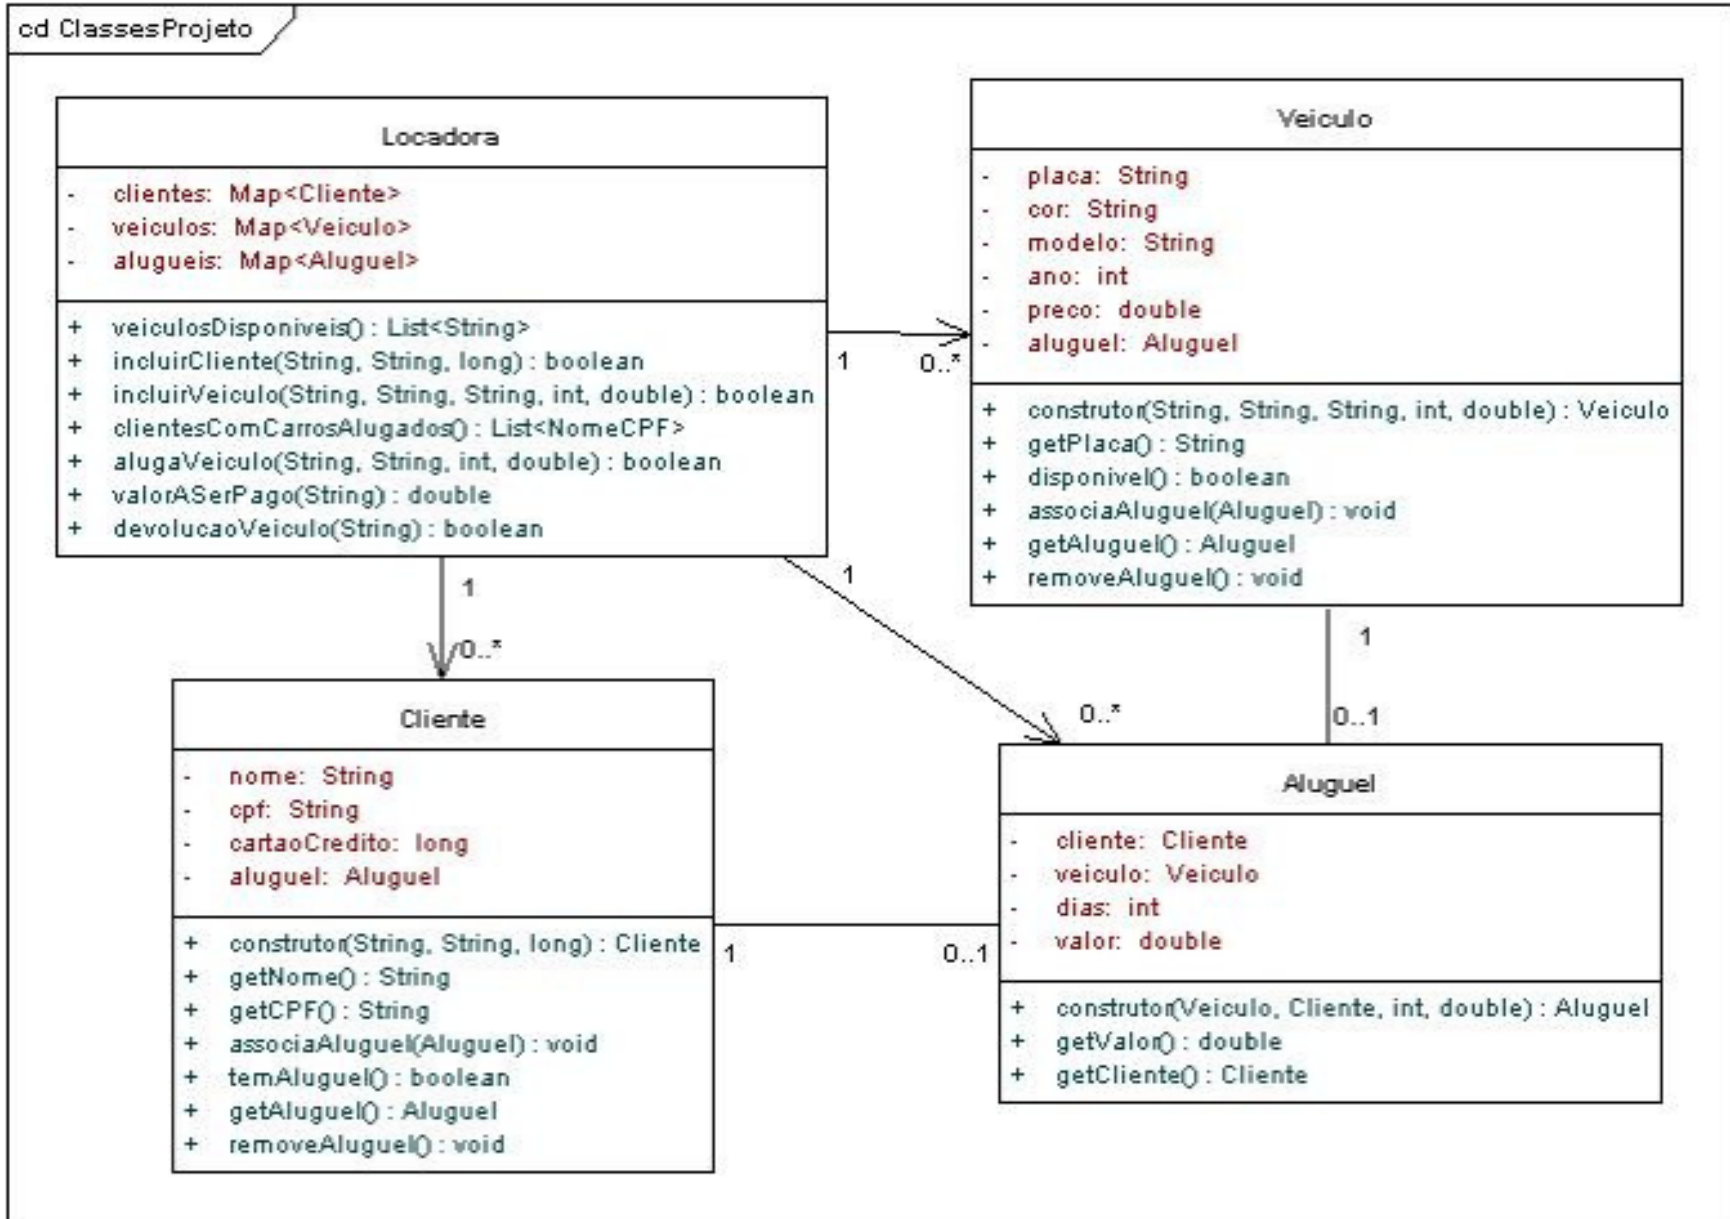 cd ClassesProjeto
Locadora
- clientes: Map<Cliente>
- veiculos: Map<Veiculo>
- alugueis: Map<Aluguel>
+ veiculosDisponiveis() : List<String>
+ incluirCliente(String, String, long) : boolean
+ incluirVeiculo(String, String, String, int, double) : boolean
+ clientesComCarrosAlugados() : List<NomeCPF>
+ alugaVeiculo(String, String, int, double) : boolean
+ valorASerPago(String) : double
+ devolucaoVeiculo(String) : boolean
1
0..*
Veiculo
- placa: String
- cor: String
- modelo: String
- ano: int
- preco: double
- aluguel: Aluguel
+ construtor(String, String, String, int, double) : Veiculo
+ getPlaca() : String
+ disponivel() : boolean
+ associaAluguel(Aluguel) : void
+ getAluguel() : Aluguel
+ removeAluguel() : void
1
0..*
1
0..*
1
0..1
Cliente
- nome: String
- cpf: String
- cartaoCredito: long
- aluguel: Aluguel
+ construtor(String, String, long) : Cliente
+ getNome() : String
+ getCPF() : String
+ associaAluguel(Aluguel) : void
+ temAluguel() : boolean
+ getAluguel() : Aluguel
+ removeAluguel() : void
1
0..1
Aluguel
- cliente: Cliente
- veiculo: Veiculo
- dias: int
- valor: double
+ construtor(Veiculo, Cliente, int, double) : Aluguel
+ getValor() : double
+ getCliente() : Cliente